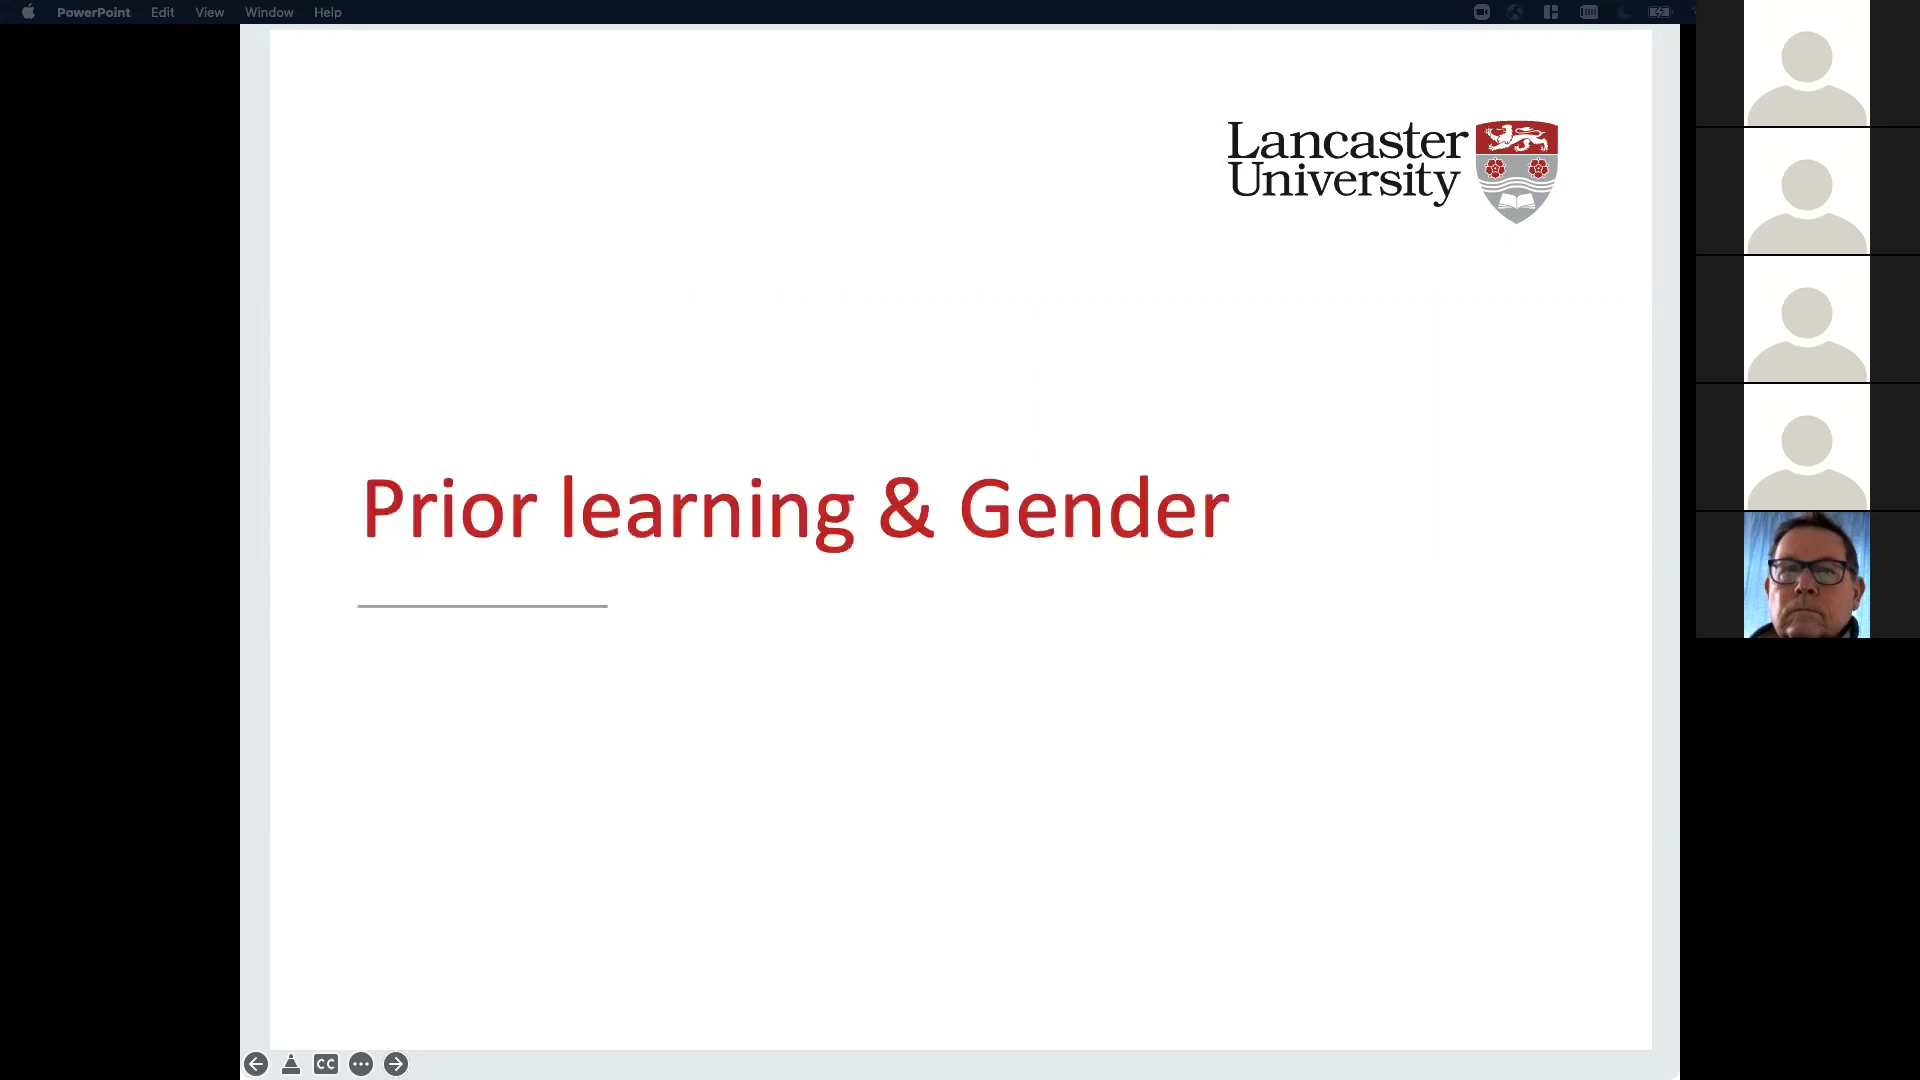 PowerPoint Edit View Window Help
Lancaster
University
Prior learning & Gender
CC